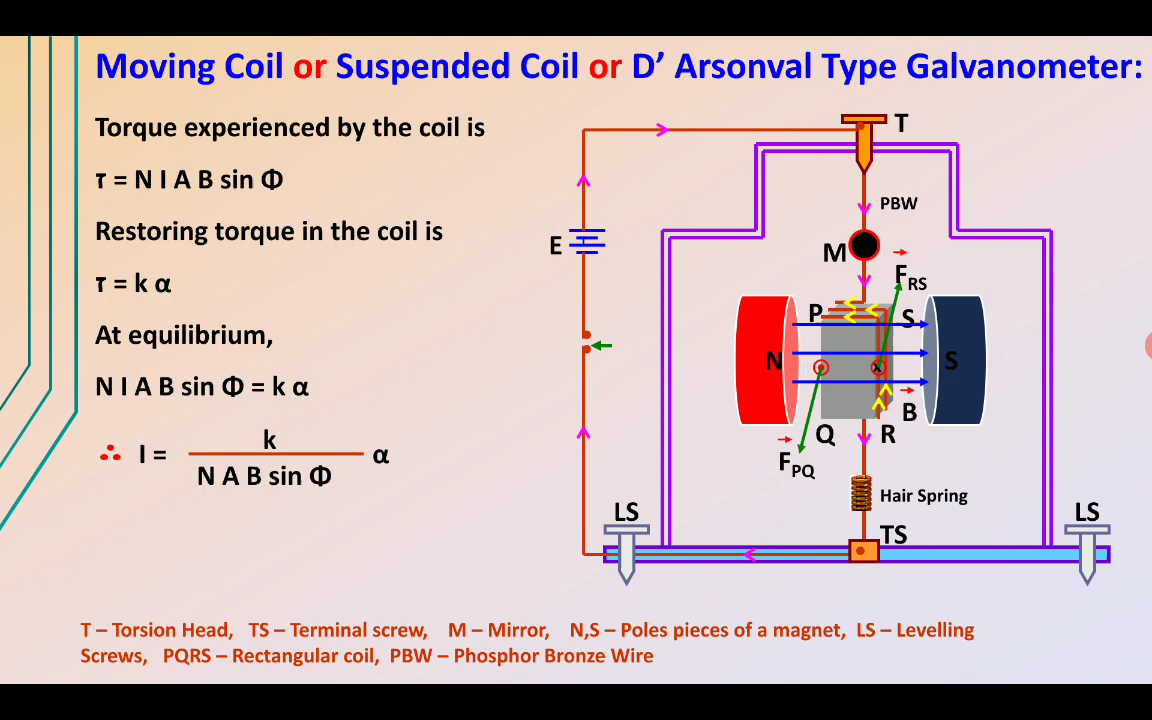 Moving Coil or Suspended Coil or D’ Arsonval Type Galvanometer:
Torque experienced by the coil is
τ = N I A B sin Φ
Restoring torque in the coil is
τ = k α
At equilibrium,
N I A B sin Φ = k α
∴ I =
k
N A B sin Φ
α
T
PBW
E
M
F RS
P
S
N
S
x
B
Q
R
F PQ
Hair Spring
LS
TS
LS
T – Torsion Head, TS – Terminal screw, M – Mirror, N,S – Poles pieces of a magnet, LS – Levelling
Screws, PQRS – Rectangular coil, PBW – Phosphor Bronze Wire